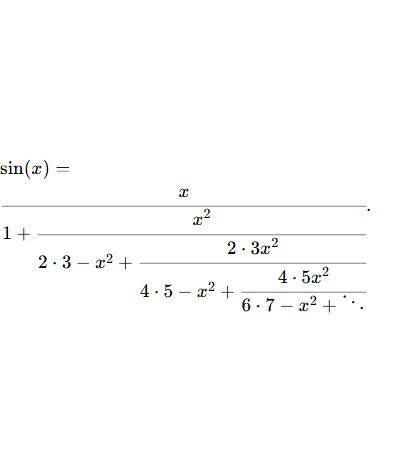 sin(x) =
x
1 + x²
2 · 3 − x² + 2 · 3x²
4 · 5 − x² + 4 · 5x²
6 · 7 − x² + ⋱ .